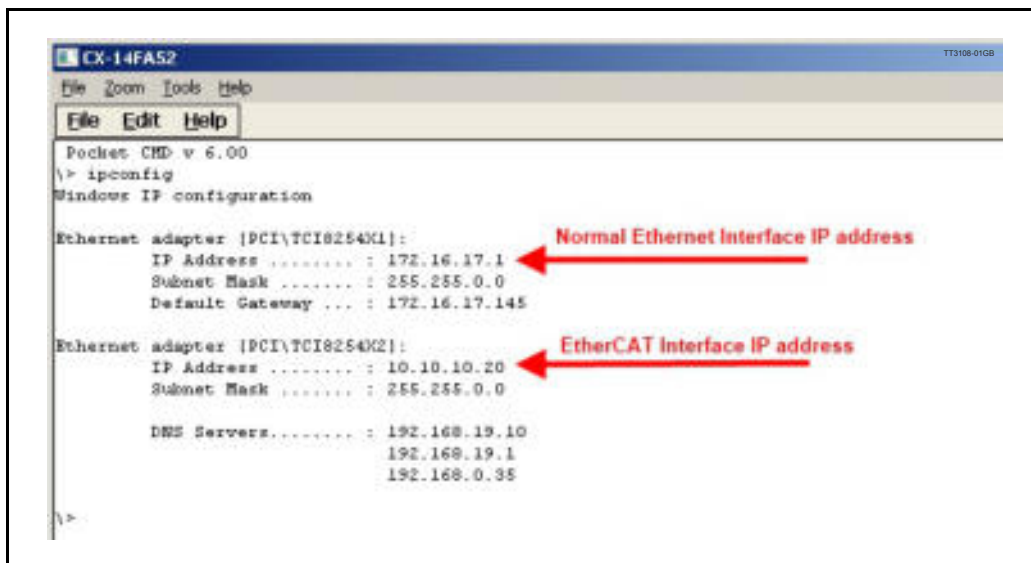 CX-14FA52
TT3108-01GB
File Zoom Tools Help
File Edit Help
Pocket CMD v 6.00
\> ipconfig
Windows IP configuration
Ethernet adapter [PCI\TCI8254X1]:
IP Address ........ : 172.16.17.1
Normal Ethernet Interface IP address
Subnet Mask ....... : 255.255.0.0
Default Gateway ... : 172.16.17.145
Ethernet adapter [PCI\TCI8254X2]:
IP Address ........ : 10.10.10.20
EtherCAT Interface IP address
Subnet Mask ....... : 255.255.0.0
DNS Servers........ : 192.168.19.10
192.168.19.1
192.168.0.35
\>